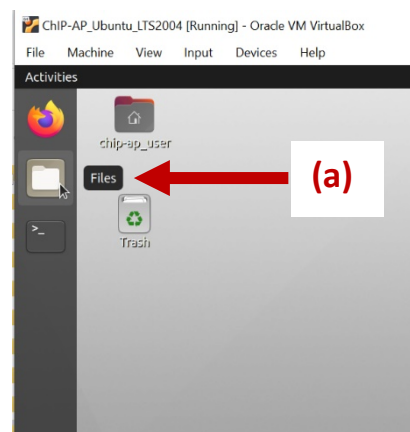 ChIP-AP_Ubuntu_LTS2004 [Running] - Oracle VM VirtualBox
File Machine View Input Devices Help
Activities
chip-ap_user
Files
(a)
>_
Trash